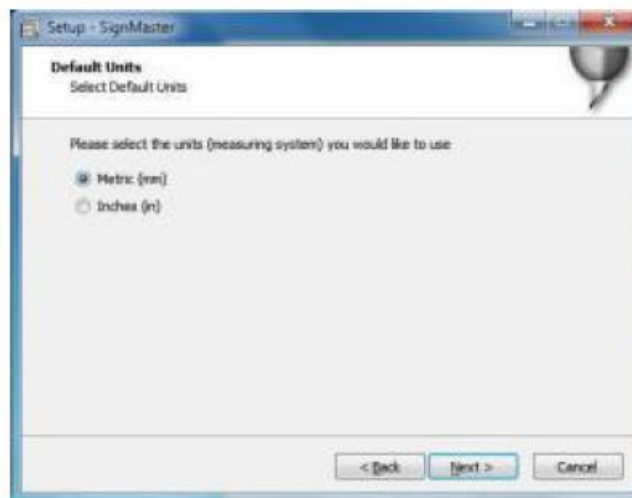 Setup - SignMaster
Default Units
Select Default Units
Please select the units (measuring system) you would like to use
Metric (mm)
Inches (in)
< Back
Next >
Cancel